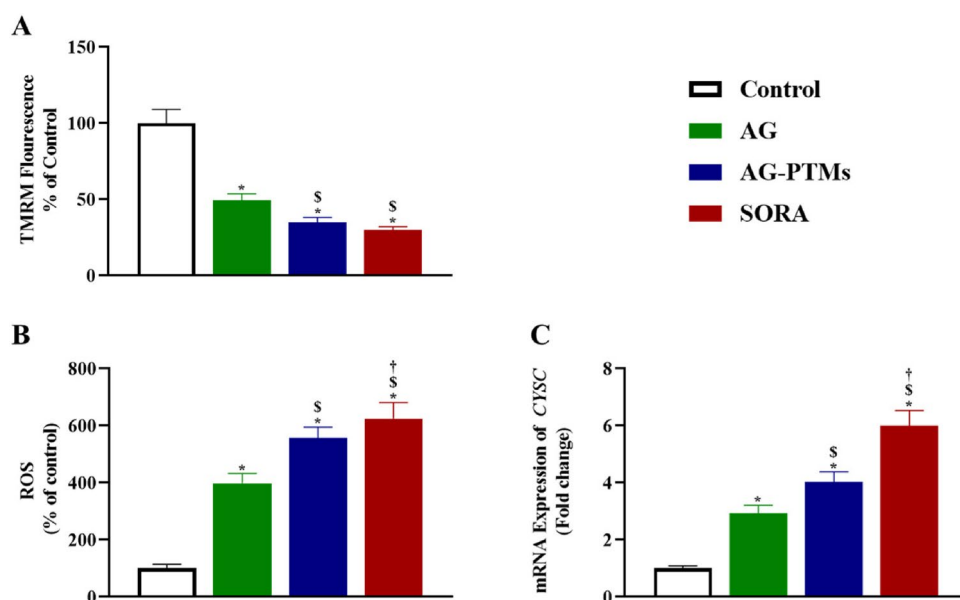 A
150
100
50
0
TMRM Flourescence
% of Control
*
$
*
$
*
Control
AG
AG-PTMs
SORA
B
800
600
400
200
0
ROS
(% of control)
*
$
*
†
$
*
C
8
6
4
2
0
mRNA Expression of CYSC
(Fold change)
*
$
*
†
$
*